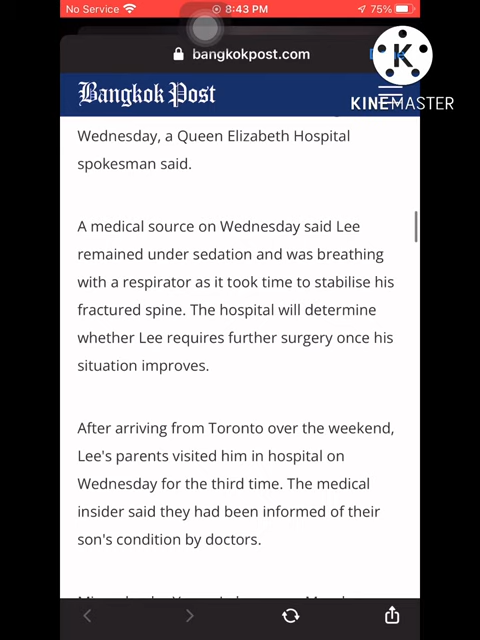 No Service 8:43 PM 75%
bangkokpost.com
K
KINEMASTER
Bangkok Post
Wednesday, a Queen Elizabeth Hospital
spokesman said.
A medical source on Wednesday said Lee
remained under sedation and was breathing
with a respirator as it took time to stabilise his
fractured spine. The hospital will determine
whether Lee requires further surgery once his
situation improves.
After arriving from Toronto over the weekend,
Lee's parents visited him in hospital on
Wednesday for the third time. The medical
insider said they had been informed of their
son's condition by doctors.